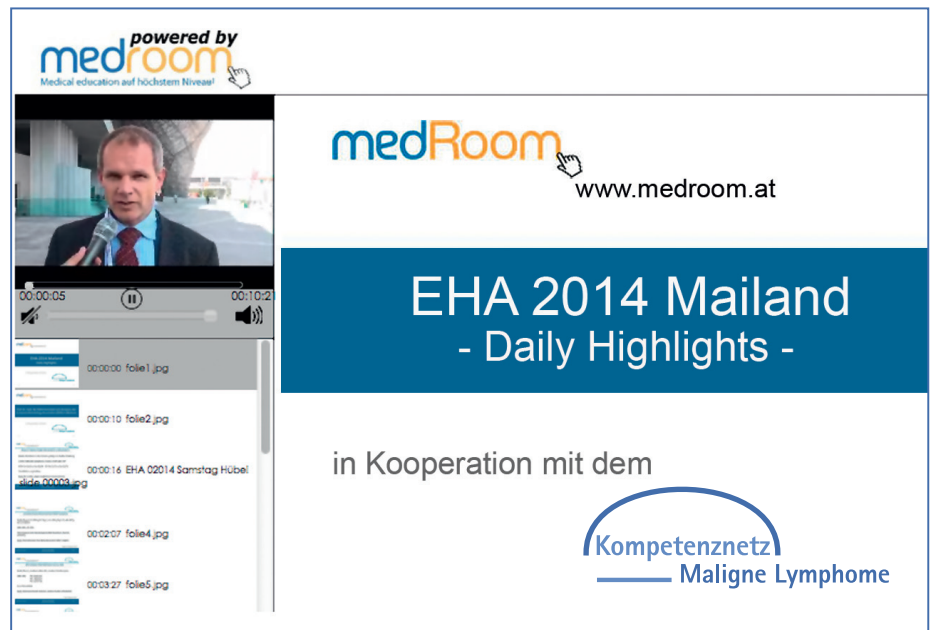 powered by
medroom
Medical education auf höchstem Niveau!
00:00:05
00:10:21
00:00:00 folie1.jpg
00:00:10 folie2.jpg
00:00:16 EHA 02014 Samstag Hübel
slide 00003.jpg
00:02:07 folie4.jpg
00:03:27 folie5.jpg
medRoom
www.medroom.at
EHA 2014 Mailand
- Daily Highlights -
in Kooperation mit dem
Kompetenznetz
Maligne Lymphome